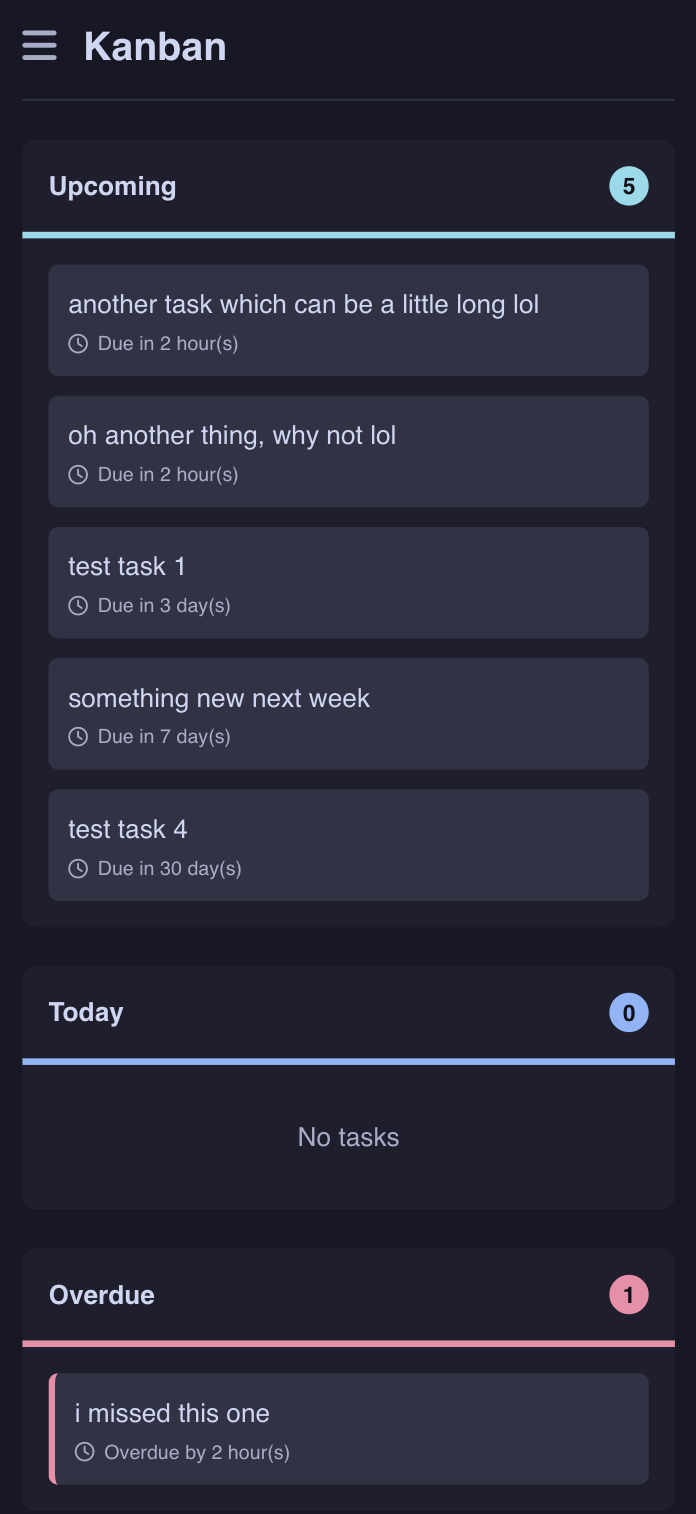 Kanban
Upcoming
5
another task which can be a little long lol
Due in 2 hour(s)
oh another thing, why not lol
Due in 2 hour(s)
test task 1
Due in 3 day(s)
something new next week
Due in 7 day(s)
test task 4
Due in 30 day(s)
Today
0
No tasks
Overdue
1
i missed this one
Overdue by 2 hour(s)